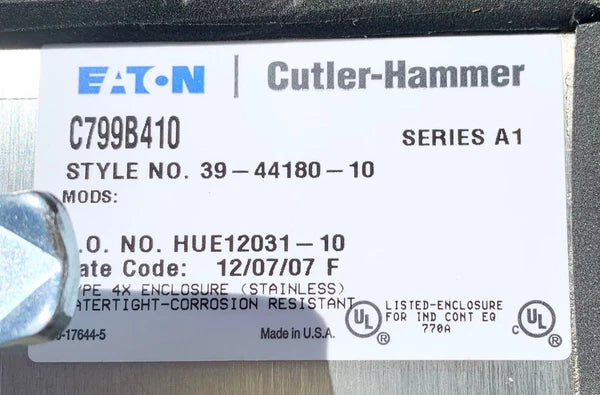 EATON | Cutler-Hammer
C799B410 SERIES A1
STYLE NO. 39-44180-10
MODS:
.O. NO. HUE12031-10
ate Code: 12/07/07 F
YPE 4X ENCLOSURE (STAINLESS)
ATERTIGHT-CORROSION RESISTANT
-17644-5 Made in U.S.A.
UL ® LISTED-ENCLOSURE
FOR IND CONT EQ
770A
C UL ®